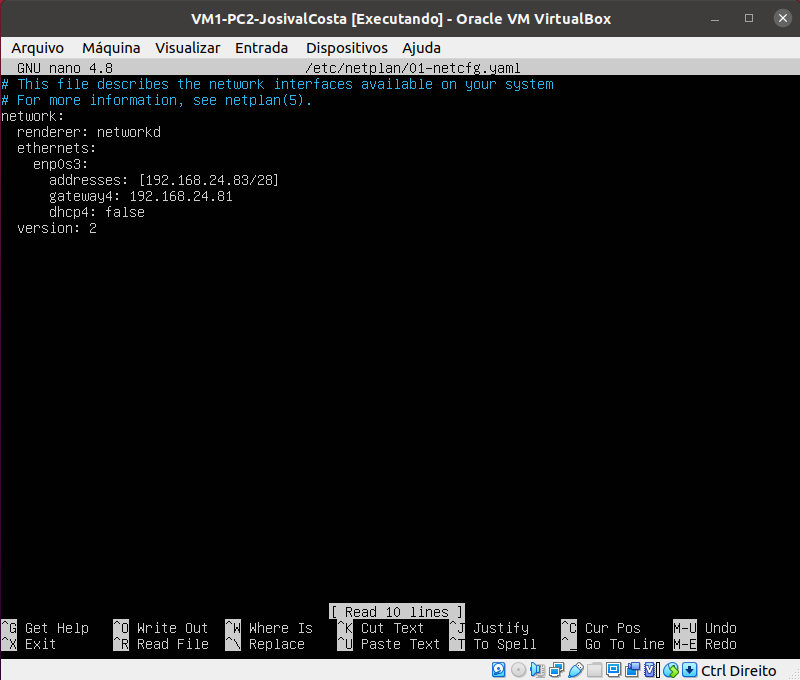 VM1-PC2-JosivalCosta [Executando] - Oracle VM VirtualBox
Arquivo Máquina Visualizar Entrada Dispositivos Ajuda
GNU nano 4.8 /etc/netplan/01-netcfg.yaml
# This file describes the network interfaces available on your system
# For more information, see netplan(5).
network:
  renderer: networkd
  ethernets:
    enp0s3:
      addresses: [192.168.24.83/28]
      gateway4: 192.168.24.81
      dhcp4: false
  version: 2
[ Read 10 lines ]
^G Get Help ^O Write Out ^W Where Is ^K Cut Text ^J Justify ^C Cur Pos M-U Undo
^X Exit ^R Read File ^\ Replace ^U Paste Text ^T To Spell ^_ Go To Line M-E Redo
Ctrl Direito